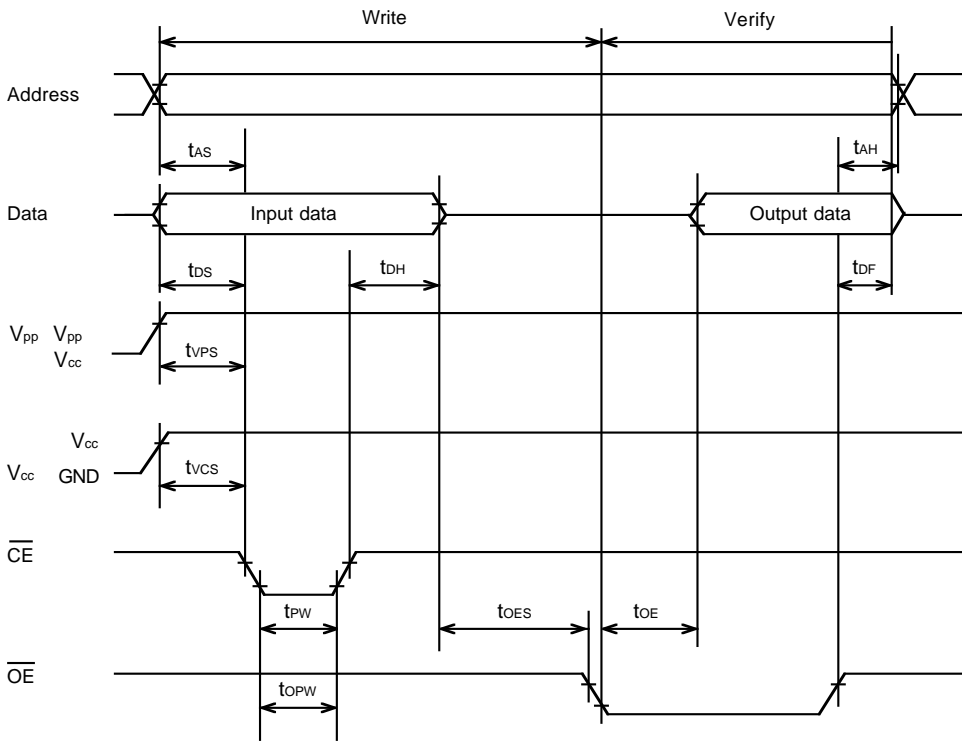 Write Verify
Address
tAS tAH
Data Input data Output data
tDS tDH tDF
Vpp Vpp
Vcc
tVPS
Vcc
Vcc GND
tVCS
CE
tPW tOES tOE
OE
tOPW